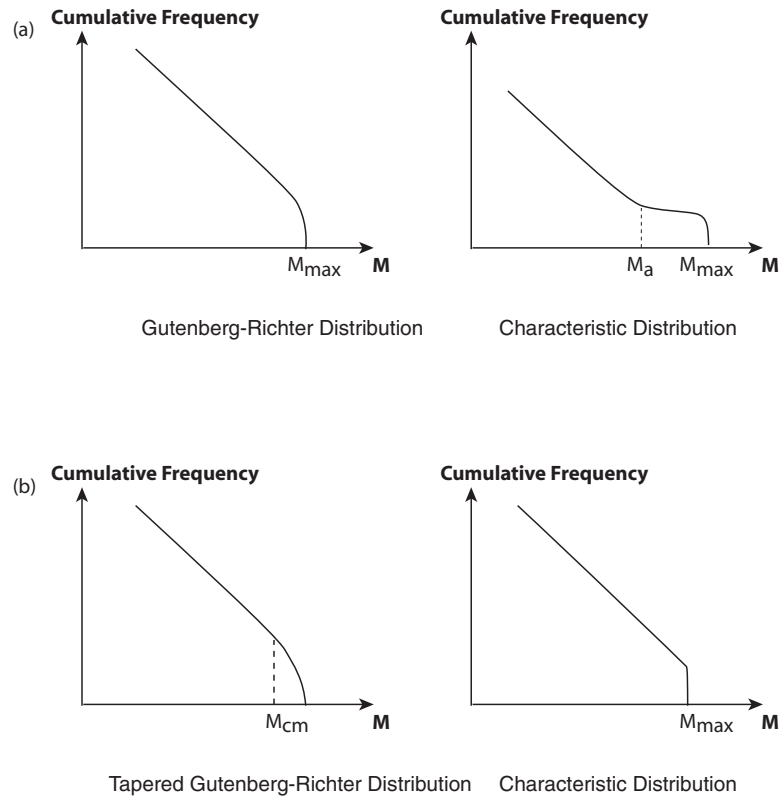 (a)
Cumulative Frequency
M
Mmax
Gutenberg-Richter Distribution
Cumulative Frequency
Ma
Mmax
M
Characteristic Distribution
(b)
Cumulative Frequency
Mcm
M
Tapered Gutenberg-Richter Distribution
Cumulative Frequency
Mmax
M
Characteristic Distribution